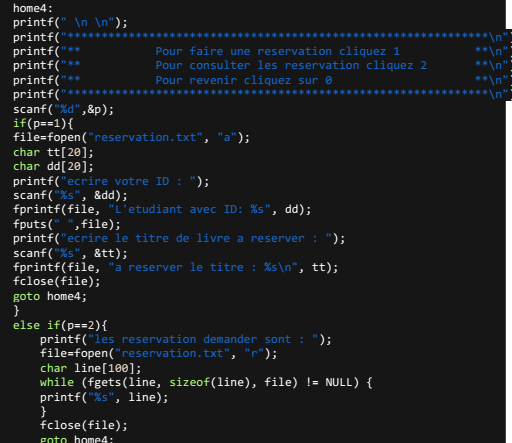 home4:
printf(" \n \n");
printf("**************************************************************\n"
printf("**           Pour faire une reservation cliquez 1           **\n")
printf("**           Pour consulter les reservation cliquez 2       **\n")
printf("**           Pour revenir cliquez sur 0                     **\n")
printf("**************************************************************\n"
scanf("%d",&p);
if(p==1){
file=fopen("reservation.txt", "a");
char tt[20];
char dd[20];
printf("ecrire votre ID : ");
scanf("%s", &dd);
fprintf(file, "L'etudiant avec ID: %s", dd);
fputs(" ",file);
printf("ecrire le titre de livre a reserver : ");
scanf("%s", &tt);
fprintf(file, "a reserver le titre : %s\n", tt);
fclose(file);
goto home4;
}
else if(p==2){
    printf("les reservation demander sont : ");
    file=fopen("reservation.txt", "r");
    char line[100];
    while (fgets(line, sizeof(line), file) != NULL) {
    printf("%s", line);
    }
    fclose(file);
    goto home4;